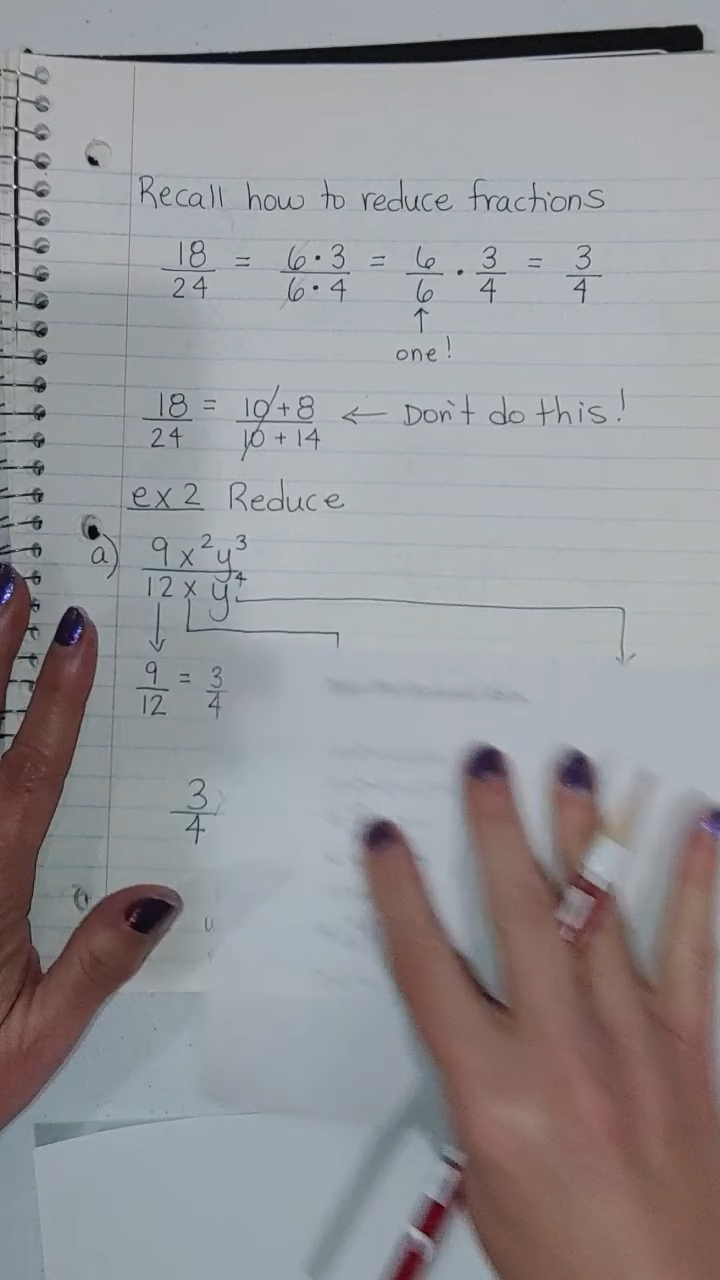 Recall how to reduce fractions
18/24 = 6·3/6·4 = 6/6 · 3/4 = 3/4
↑
one!
18/24 = 10+8/10+14 ← Don't do this!
ex 2 Reduce
a) 9x²y³/12xy⁴
9/12 = 3/4
3/4